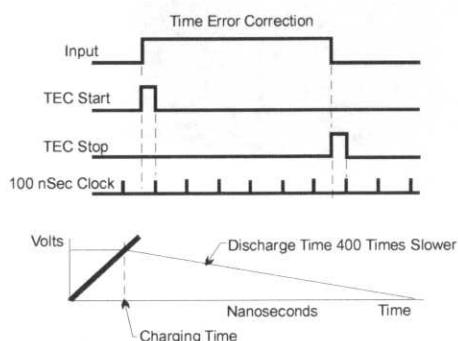 Time Error Correction
Input
TEC Start
TEC Stop
100 nSec Clock
Volts
Discharge Time 400 Times Slower
Nanoseconds
Time
Charging Time